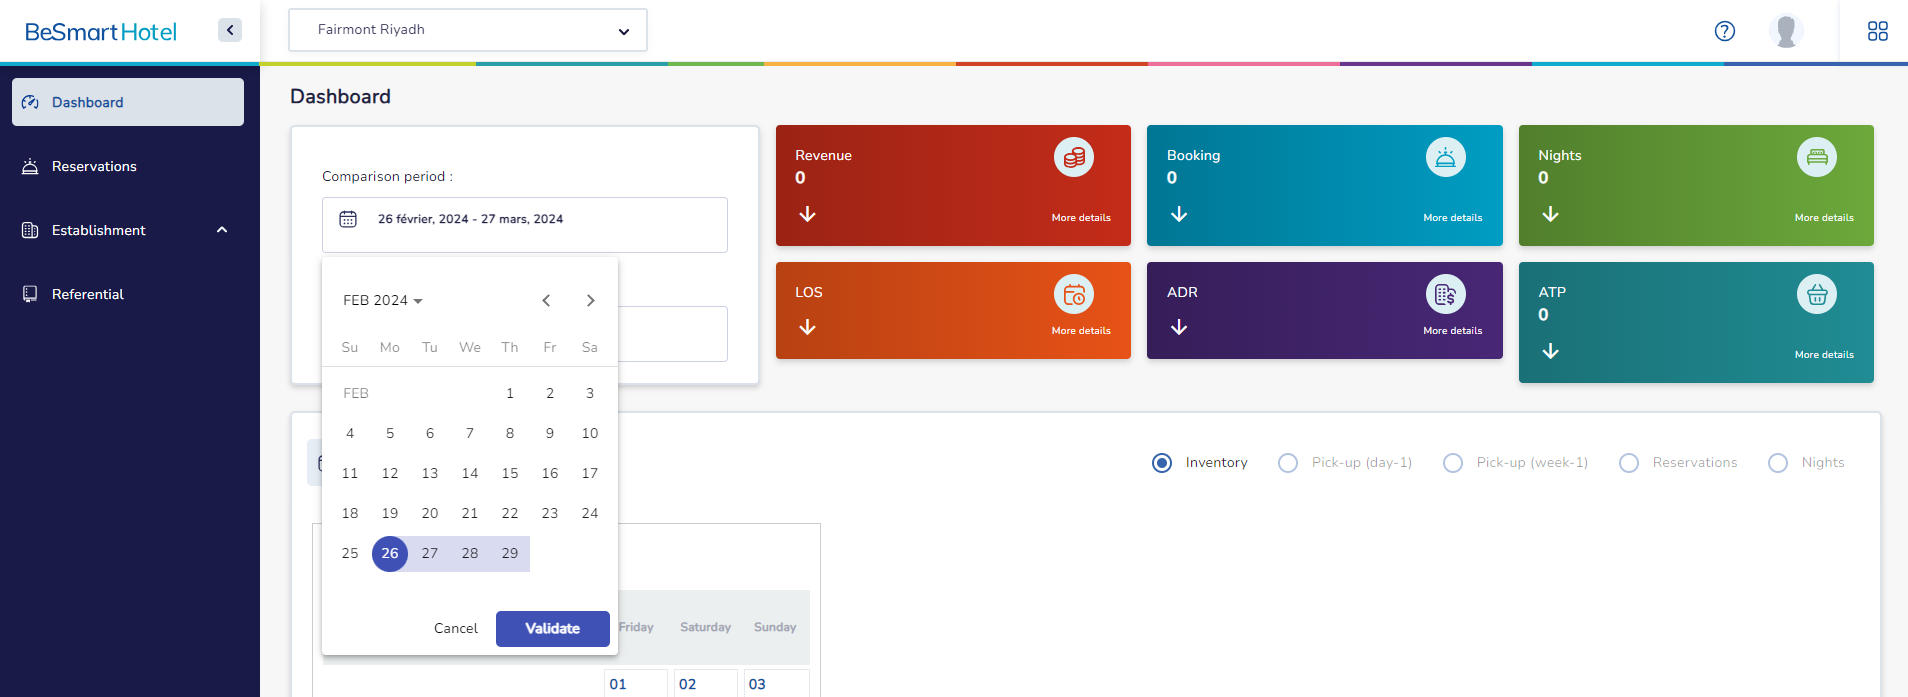 BeSmartHotel
Fairmont Riyadh
Dashboard
Reservations
Establishment
Referential
Dashboard
Comparison period :
26 février, 2024 - 27 mars, 2024
FEB 2024
Su Mo Tu We Th Fr Sa
FEB 1 2 3
4 5 6 7 8 9 10
11 12 13 14 15 16 17
18 19 20 21 22 23 24
25 26 27 28 29
Cancel Validate
Revenue
0
More details
Booking
0
More details
Nights
0
More details
LOS
More details
ADR
More details
ATP
0
More details
Inventory Pick-up (day-1) Pick-up (week-1) Reservations Nights
Friday Saturday Sunday
01 02 03